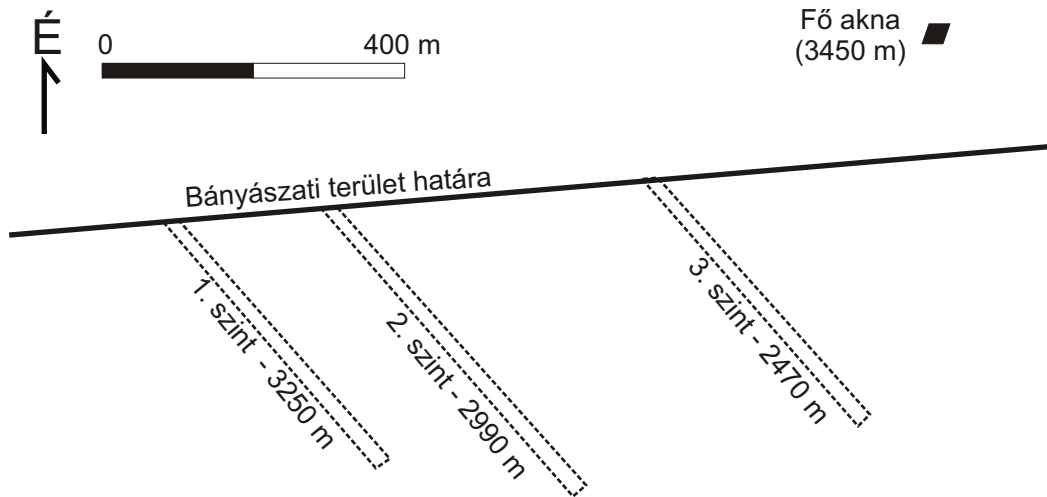 É
0
400 m
Fő akna
(3450 m)
Bányászati terület határa
1. szint - 3250 m
2. szint - 2990 m
3. szint - 2470 m